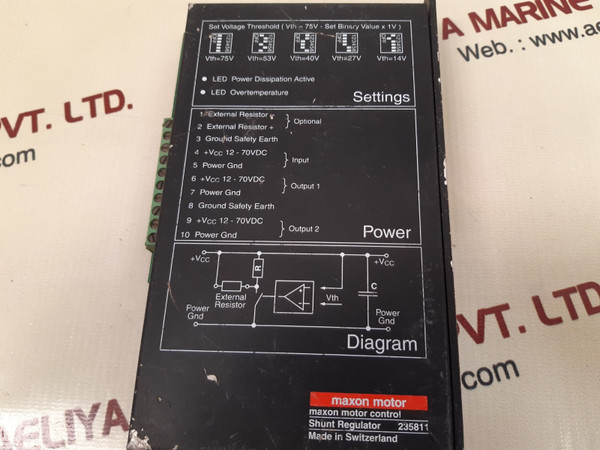 A MARINE
Web. : www.ae
PVT. LTD.
.com
Set Voltage Threshold ( Vth = 75V - Set Binary Value x 1V )
Vth=75V Vth=53V Vth=40V Vth=27V Vth=14V
LED Power Dissipation Active
LED Overtemperature
Settings
1 External Resistor -
2 External Resistor +
Optional
3 Ground Safety Earth
4 +Vcc 12 - 70VDC
5 Power Gnd
Input
6 +Vcc 12 - 70VDC
7 Power Gnd
Output 1
8 Ground Safety Earth
9 +Vcc 12 - 70VDC
10 Power Gnd
Output 2
Power
+Vcc
+Vcc
R
External
Resistor
Vth
C
Power
Gnd
Power
Gnd
Diagram
PVT. LTD.
com
AELIYA
maxon motor
maxon motor control
Shunt Regulator 235811
Made in Switzerland